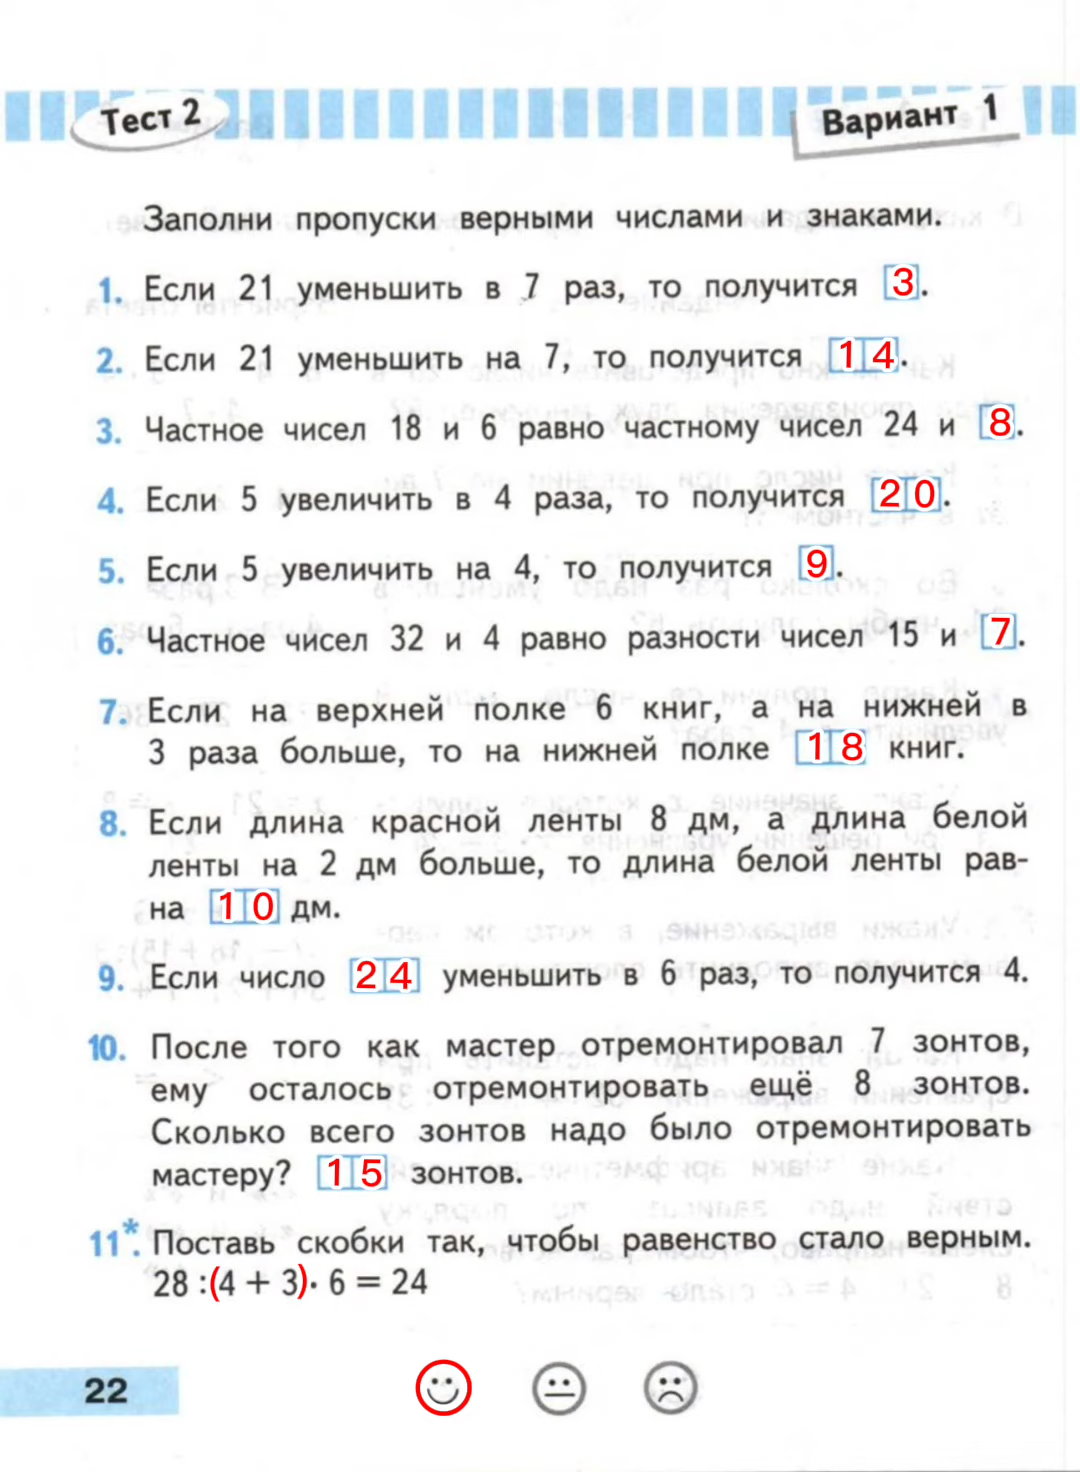 Тест 2
Вариант 1
Заполни пропуски верными числами и знаками.
1. Если 21 уменьшить в 7 раз, то получится 3.
2. Если 21 уменьшить на 7, то получится 14.
3. Частное чисел 18 и 6 равно частному чисел 24 и 8.
4. Если 5 увеличить в 4 раза, то получится 20.
5. Если 5 увеличить на 4, то получится 9.
6. Частное чисел 32 и 4 равно разности чисел 15 и 7.
7. Если на верхней полке 6 книг, а на нижней в
3 раза больше, то на нижней полке 18 книг.
8. Если длина красной ленты 8 дм, а длина белой
ленты на 2 дм больше, то длина белой ленты рав-
на 10 дм.
9. Если число 24 уменьшить в 6 раз, то получится 4.
10. После того как мастер отремонтировал 7 зонтов,
ему осталось отремонтировать ещё 8 зонтов.
Сколько всего зонтов надо было отремонтировать
мастеру? 15 зонтов.
11*. Поставь скобки так, чтобы равенство стало верным.
28 :(4 + 3)· 6 = 24
22